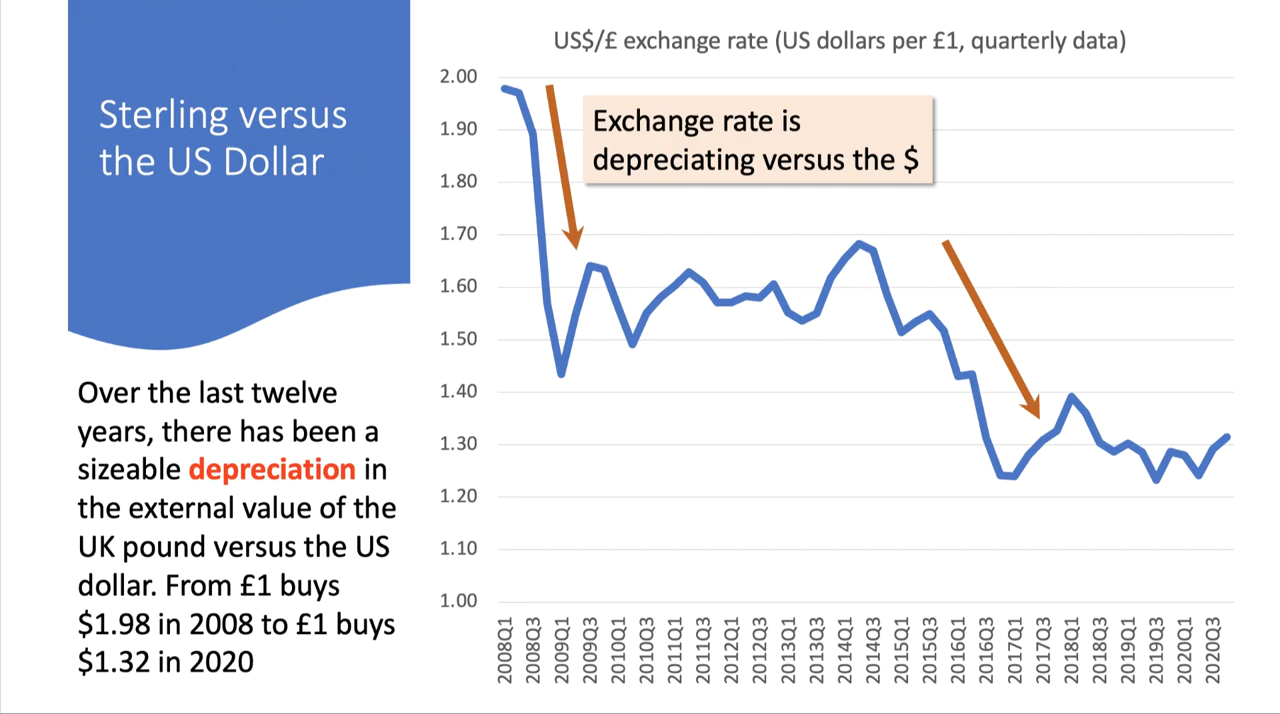 Sterling versus
the US Dollar
Over the last twelve
years, there has been a
sizeable depreciation in
the external value of the
UK pound versus the US
dollar. From £1 buys
$1.98 in 2008 to £1 buys
$1.32 in 2020
US$/£ exchange rate (US dollars per £1, quarterly data)
Exchange rate is
depreciating versus the $
2.00
1.90
1.80
1.70
1.60
1.50
1.40
1.30
1.20
1.10
1.00
2008Q1
2008Q3
2009Q1
2009Q3
2010Q1
2010Q3
2011Q1
2011Q3
2012Q1
2012Q3
2013Q1
2013Q3
2014Q1
2014Q3
2015Q1
2015Q3
2016Q1
2016Q3
2017Q1
2017Q3
2018Q1
2018Q3
2019Q1
2019Q3
2020Q1
2020Q3